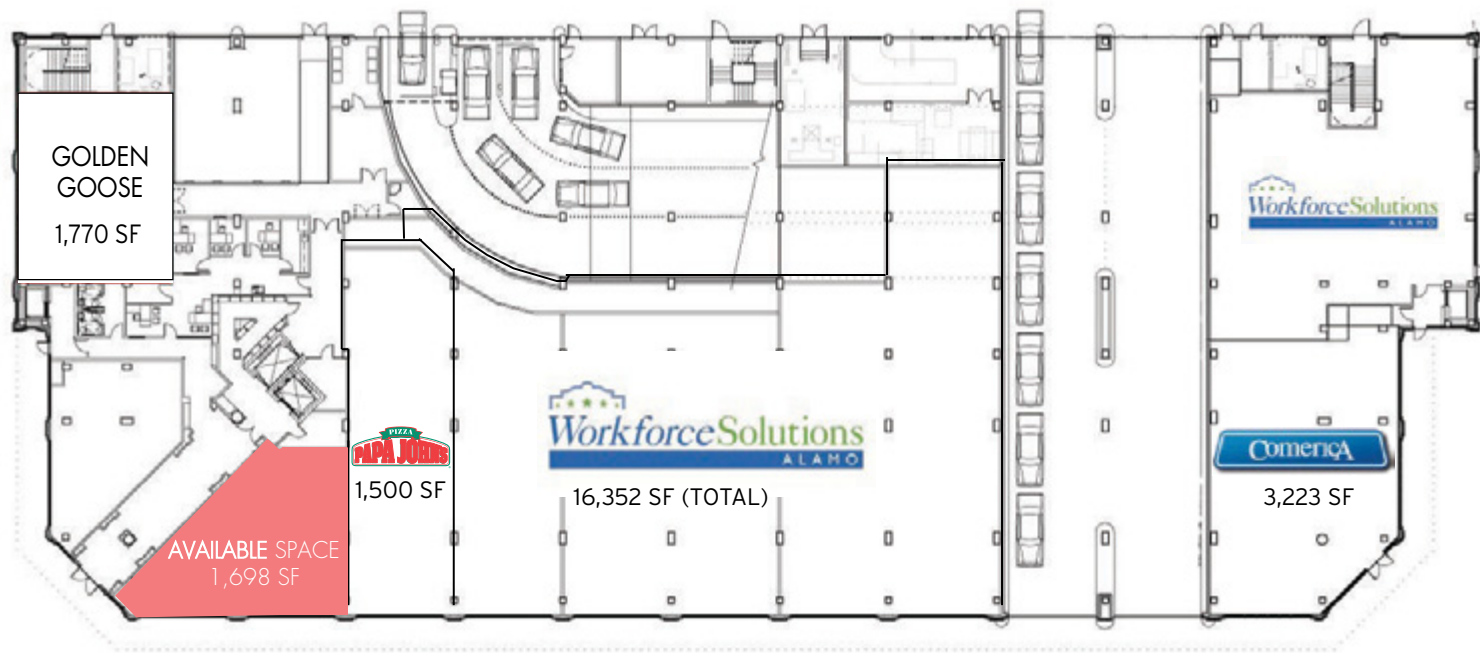 GOLDEN
GOOSE
1,770 SF
WorkforceSolutions
ALAMO
PIZZA
PAPA JOHNS
1,500 SF
WorkforceSolutions
ALAMO
16,352 SF (TOTAL)
ComericA
3,223 SF
AVAILABLE SPACE
1,698 SF